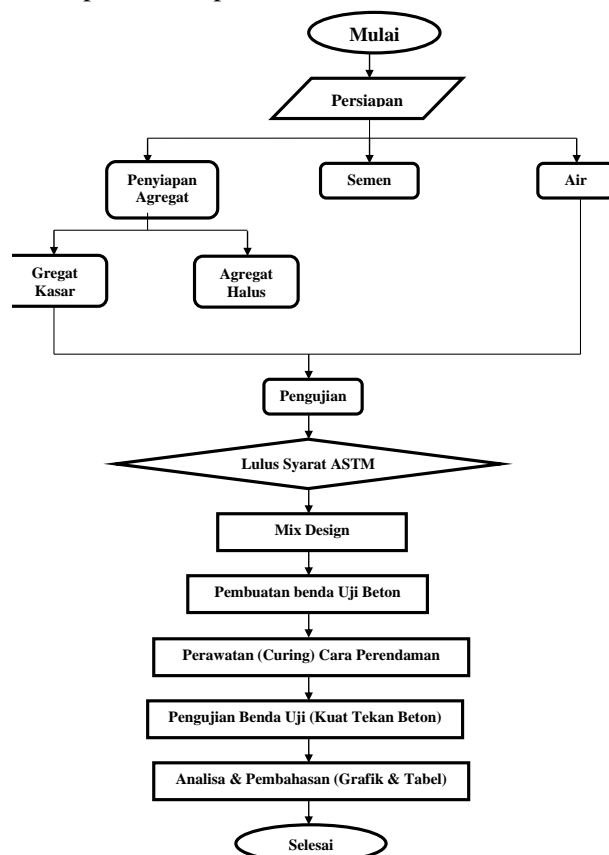 Mulai
Persiapan
Penyiapan
Agregat
Semen
Air
Gregat
Kasar
Agregat
Halus
Pengujian
Lulus Syarat ASTM
Mix Design
Pembuatan benda Uji Beton
Perawatan (Curing) Cara Perendaman
Pengujian Benda Uji (Kuat Tekan Beton)
Analisa & Pembahasan (Grafik & Tabel)
Selesai